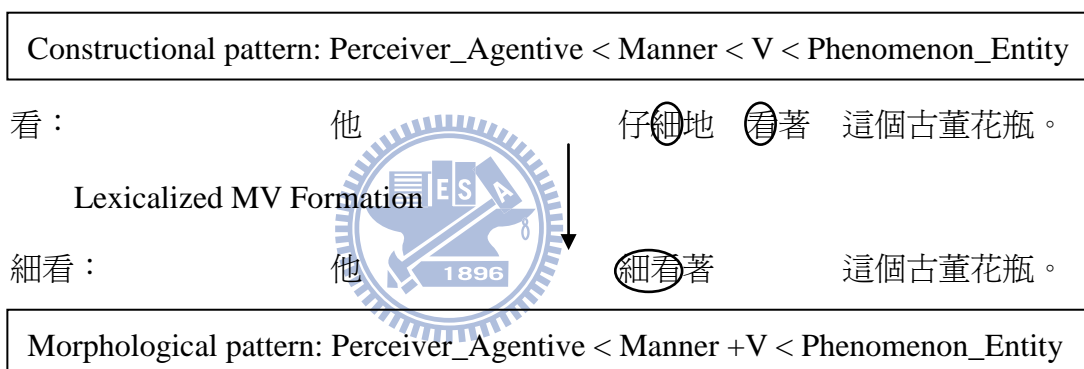 Constructional pattern: Perceiver_Agentive < Manner < V < Phenomenon_Entity
看： 他 仔細地 看著 這個古董花瓶。
Lexicalized MV Formation
細看： 他 細看著 這個古董花瓶。
Morphological pattern: Perceiver_Agentive < Manner +V < Phenomenon_Entity
E S A
1896